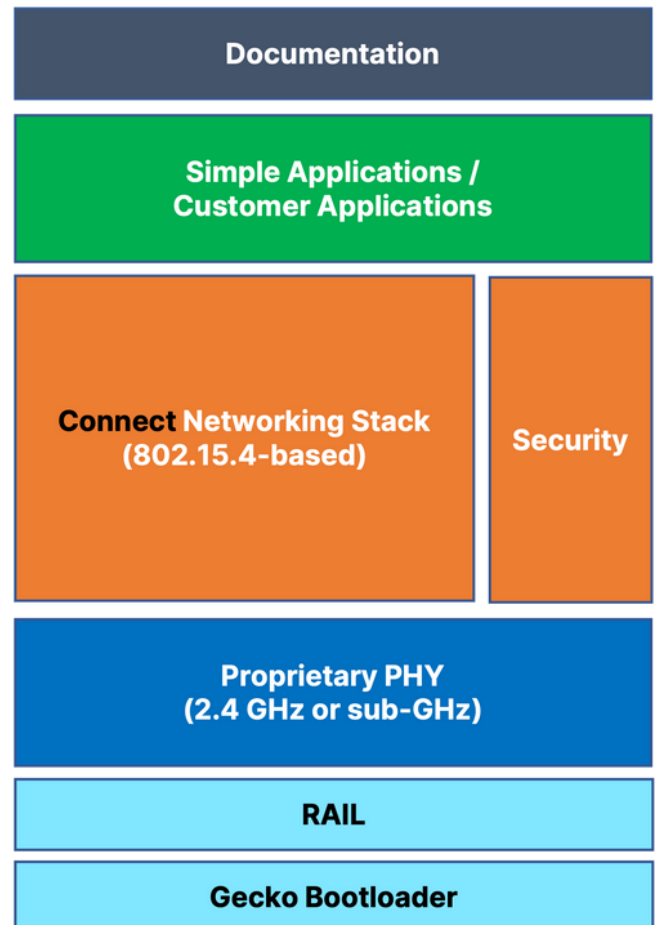 Documentation
Simple Applications /
Customer Applications
Connect Networking Stack
(802.15.4-based)
Security
Proprietary PHY
(2.4 GHz or sub-GHz)
RAIL
Gecko Bootloader